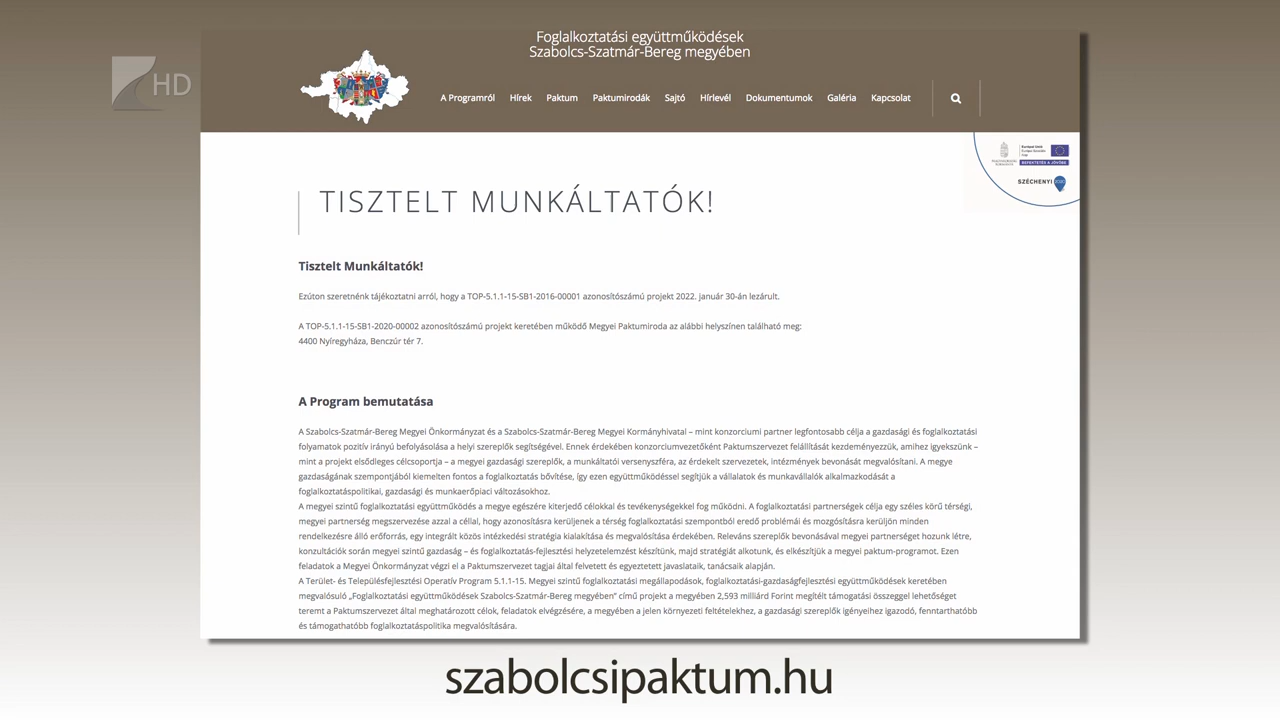 HD
Foglalkoztatási együttműködések
Szabolcs-Szatmár-Bereg megyében
A Programról Hírek Paktum Paktumirodák Sajtó Hírlevél Dokumentumok Galéria Kapcsolat
Európai Unió
BEFEKTETÉS A JÖVŐBE
SZÉCHENYI
TISZTELT MUNKÁLTATÓK!
Tisztelt Munkáltatók!
Ezúton szeretnénk tájékoztatni arról, hogy a TOP-5.1.1-15-SB1-2016-00001 azonosítószámú projekt 2022. január 30-án lezárult.
A TOP-5.1.1-15-SB1-2020-00002 azonosítószámú projekt keretében működő Megyei Paktumiroda az alábbi helyszínen található meg:
4400 Nyíregyháza, Benczúr tér 7.
A Program bemutatása
A Szabolcs-Szatmár-Bereg Megyei Önkormányzat és a Szabolcs-Szatmár-Bereg Megyei Kormányhivatal – mint konzorciumi partner legfontosabb célja a gazdasági és foglalkoztatási
folyamatok pozitív irányú befolyásolása a helyi szereplők segítségével. Ennek érdekében konzorciumvezetőként Paktumszervezet felállítását kezdeményezzük, amihez igyekszünk –
mint a projekt elsődleges célcsoportja – a megyei gazdasági szereplők, a munkáltatói versenyszféra, az érdekelt szervezetek, intézmények bevonását megvalósítani. A megye
gazdaságának szempontjából kiemelten fontos a foglalkoztatás bővítése, így ezen együttműködéssel segítjük a vállalatok és munkavállalók alkalmazkodását a
foglalkoztatáspolitikai, gazdasági és munkaerőpiaci változásokhoz.
A megyei szintű foglalkoztatási együttműködés a megye egészére kiterjedő célokkal és tevékenységekkel fog működni. A foglalkoztatási partnerségek célja egy széles körű térségi,
megyei partnerség megszervezése azzal a céllal, hogy azonosításra kerüljenek a térség foglalkoztatási szempontból eredő problémái és mozgósításra kerüljön minden
rendelkezésre álló erőforrás, egy integrált közös intézkedési stratégia kialakítása és megvalósítása érdekében. Releváns szereplők bevonásával megyei partnerséget hozunk létre,
konzultációk során megyei szintű gazdaság – és foglalkoztatás-fejlesztési helyzetelemzést készítünk, majd stratégiát alkotunk, és elkészítjük a megyei paktum-programot. Ezen
feladatok a Megyei Önkormányzat végzi el a Paktumszervezet tagjai által felvetett és egyeztetett javaslataik, tanácsaik alapján.
A Terület- és Településfejlesztési Operatív Program 5.1.1-15. Megyei szintű foglalkoztatási megállapodások, foglalkoztatási-gazdaságfejlesztési együttműködések keretében
megvalósuló „Foglalkoztatási együttműködések Szabolcs-Szatmár-Bereg megyében” című projekt a megyében 2,593 milliárd Forint megítélt támogatási összeggel lehetőséget
teremt a Paktumszervezet által meghatározott célok, feladatok elvégzésére, a megyében a jelen környezeti feltételekhez, a gazdasági szereplők igényeihez igazodó, fenntarthatóbb
és támogathatóbb foglalkoztatáspolitika megvalósítására.
szabolcsipaktum.hu